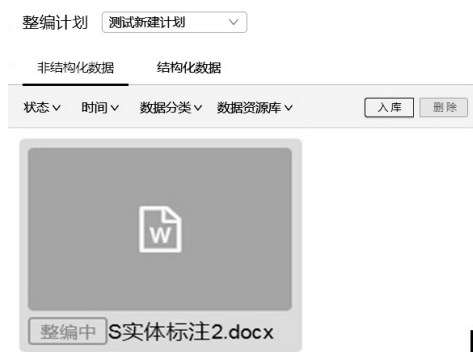 整编计划 测试新建计划
非结构化数据 结构化数据
状态 时间 数据分类 数据资源库 入库 删除
W
整编中 S实体标注2.docx